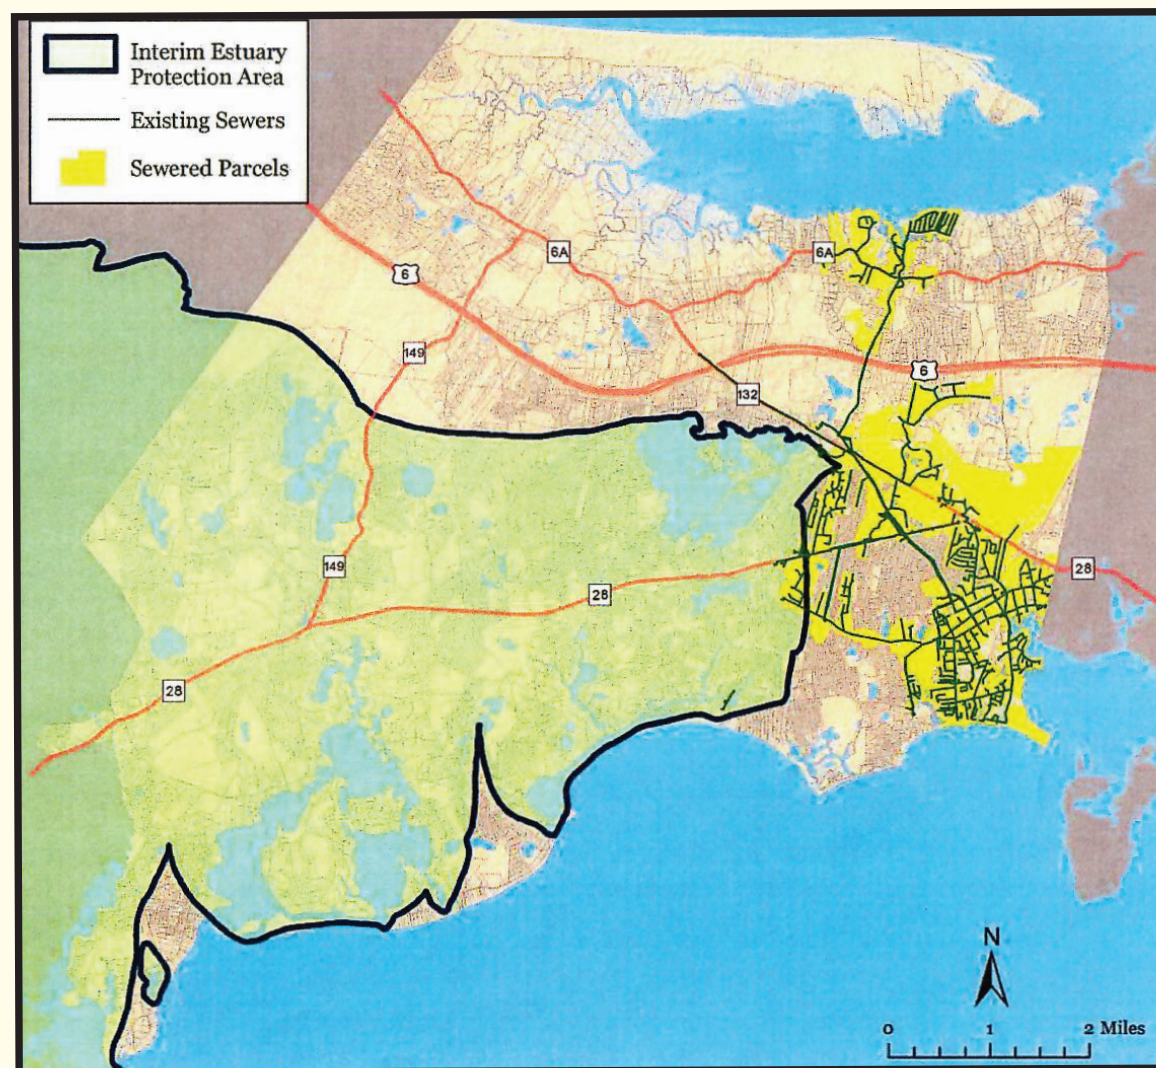 Interim Estuary
Protection Area
Existing Sewers
Sewered Parcels
6A
6A
6
149
6
132
149
28
28
28
N
0 1 2 Miles